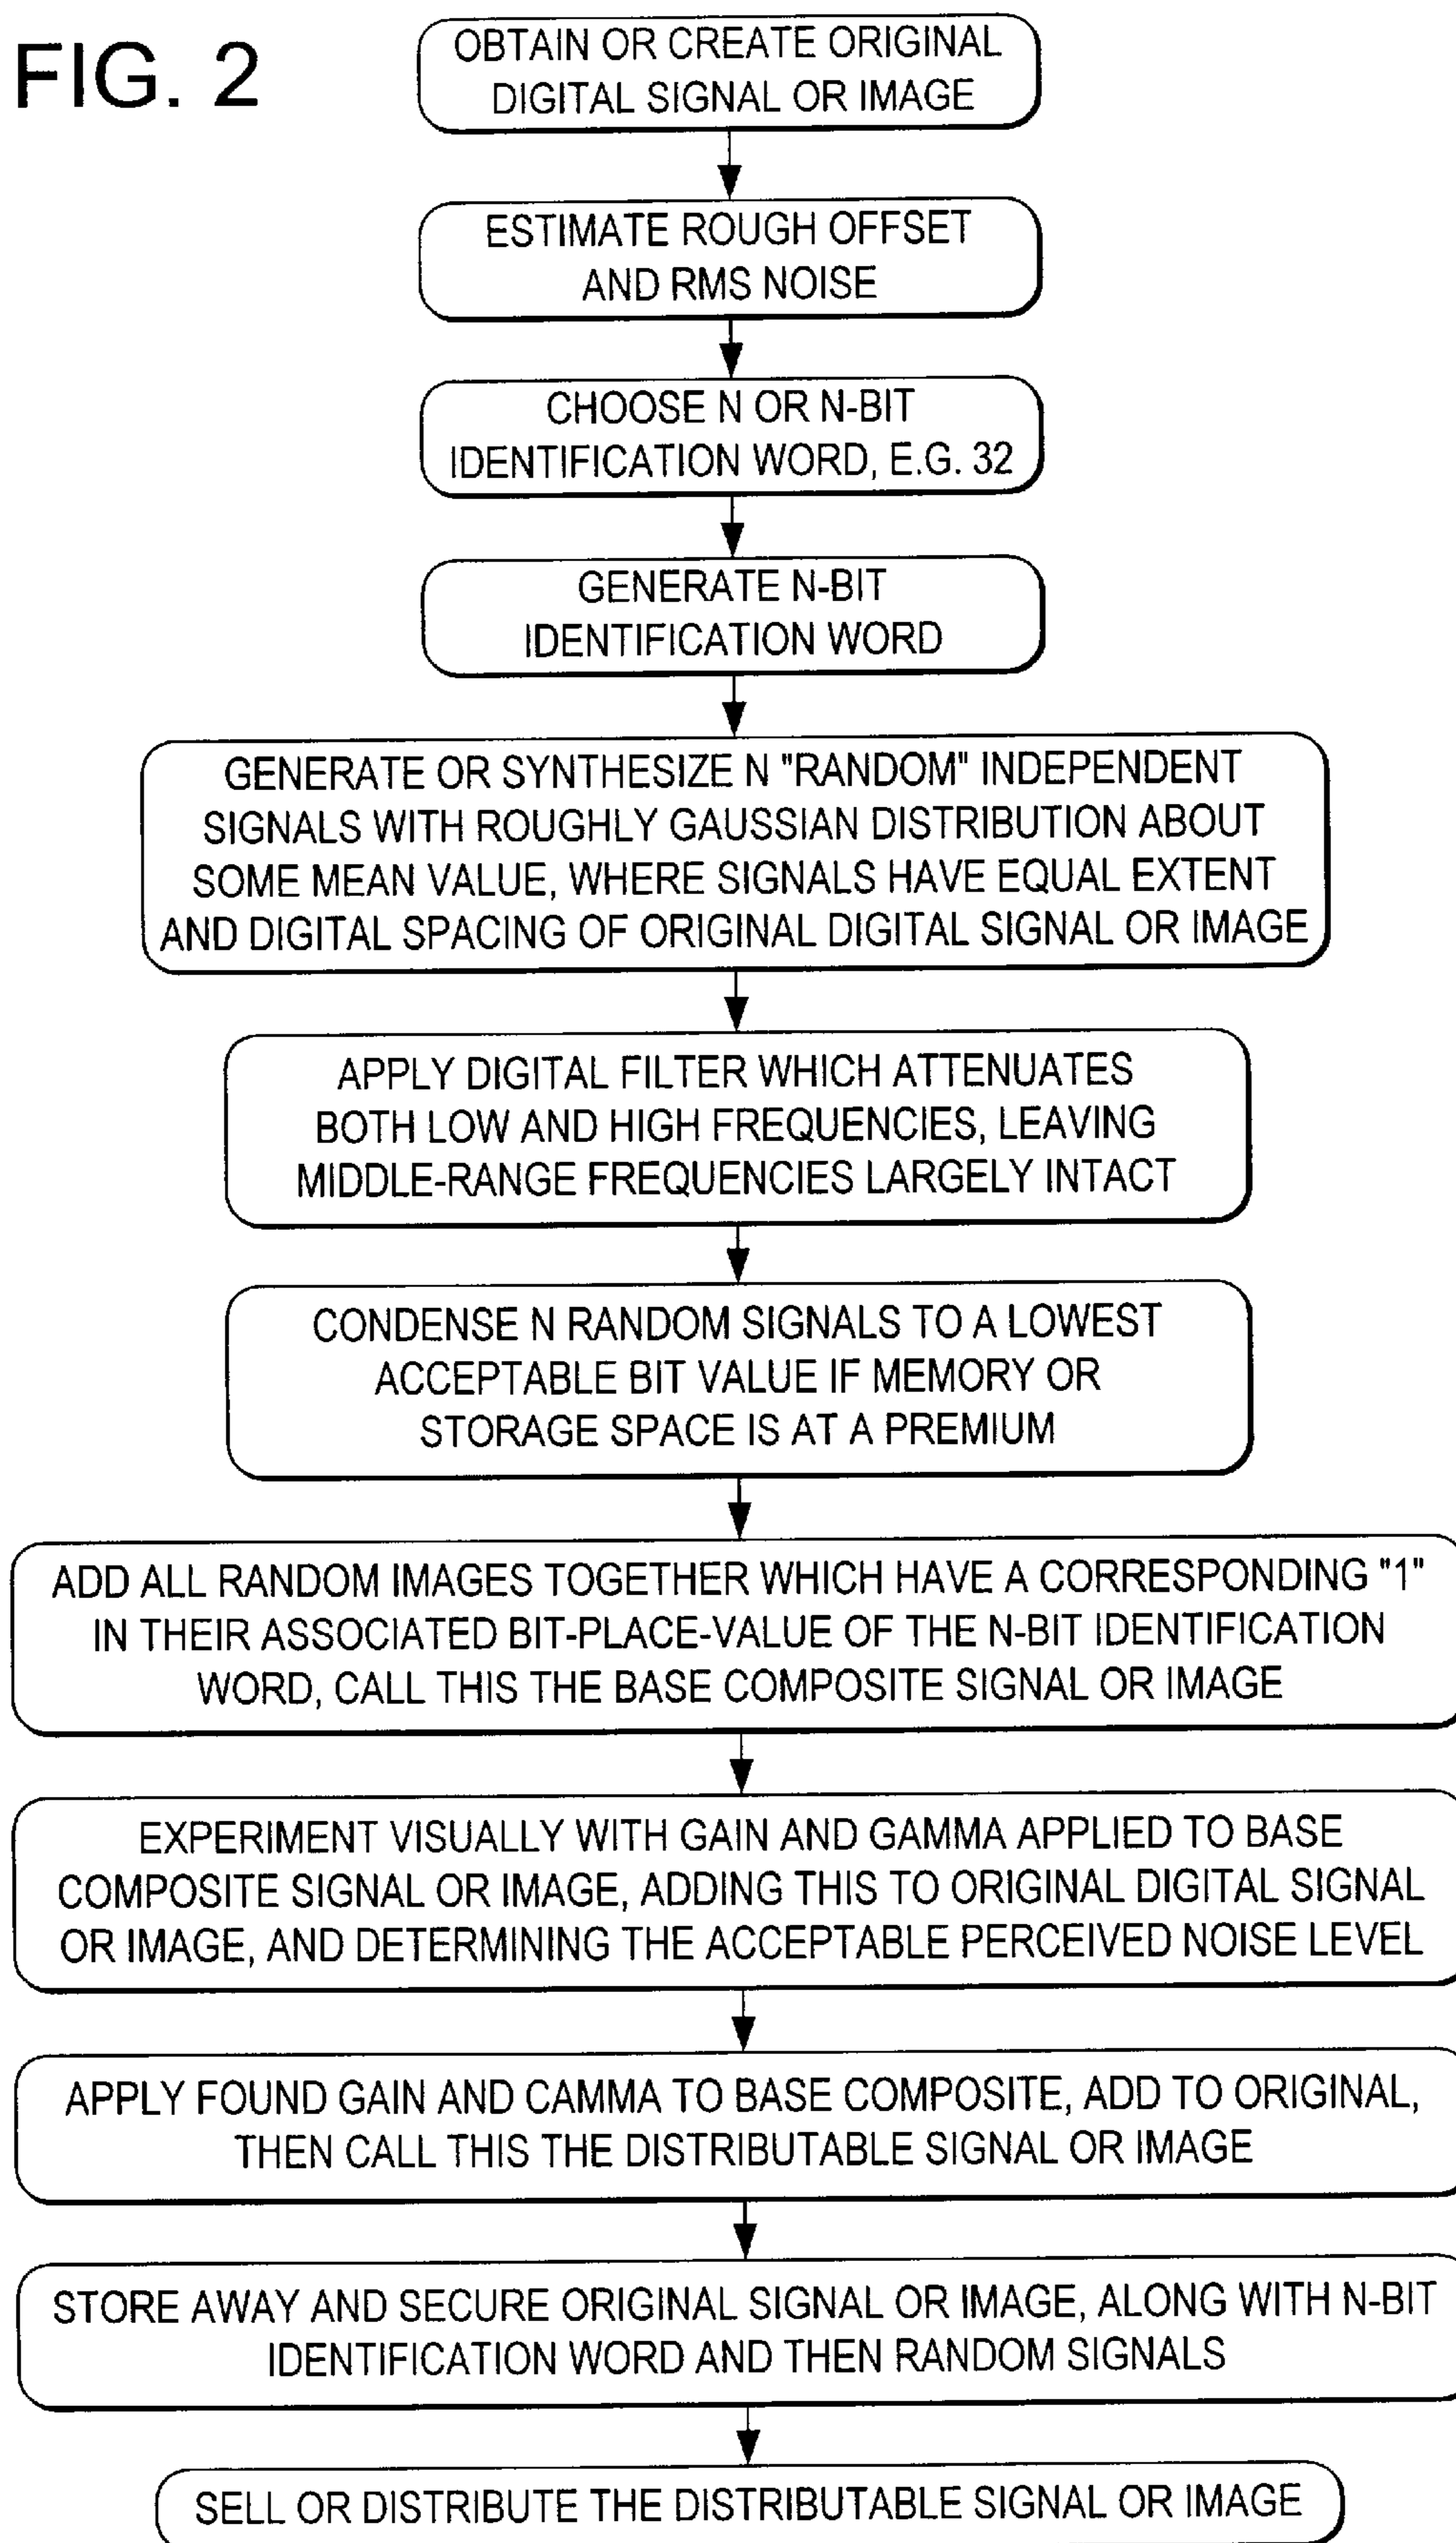 FIG. 2
OBTAIN OR CREATE ORIGINAL
DIGITAL SIGNAL OR IMAGE
ESTIMATE ROUGH OFFSET
AND RMS NOISE
CHOOSE N OR N-BIT
IDENTIFICATION WORD, E.G. 32
GENERATE N-BIT
IDENTIFICATION WORD
GENERATE OR SYNTHESIZE N "RANDOM" INDEPENDENT
SIGNALS WITH ROUGHLY GAUSSIAN DISTRIBUTION ABOUT
SOME MEAN VALUE, WHERE SIGNALS HAVE EQUAL EXTENT
AND DIGITAL SPACING OF ORIGINAL DIGITAL SIGNAL OR IMAGE
APPLY DIGITAL FILTER WHICH ATTENUATES
BOTH LOW AND HIGH FREQUENCIES, LEAVING
MIDDLE-RANGE FREQUENCIES LARGELY INTACT
CONDENSE N RANDOM SIGNALS TO A LOWEST
ACCEPTABLE BIT VALUE IF MEMORY OR
STORAGE SPACE IS AT A PREMIUM
ADD ALL RANDOM IMAGES TOGETHER WHICH HAVE A CORRESPONDING "1"
IN THEIR ASSOCIATED BIT-PLACE-VALUE OF THE N-BIT IDENTIFICATION
WORD, CALL THIS THE BASE COMPOSITE SIGNAL OR IMAGE
EXPERIMENT VISUALLY WITH GAIN AND GAMMA APPLIED TO BASE
COMPOSITE SIGNAL OR IMAGE, ADDING THIS TO ORIGINAL DIGITAL SIGNAL
OR IMAGE, AND DETERMINING THE ACCEPTABLE PERCEIVED NOISE LEVEL
APPLY FOUND GAIN AND CAMMA TO BASE COMPOSITE, ADD TO ORIGINAL,
THEN CALL THIS THE DISTRIBUTABLE SIGNAL OR IMAGE
STORE AWAY AND SECURE ORIGINAL SIGNAL OR IMAGE, ALONG WITH N-BIT
IDENTIFICATION WORD AND THEN RANDOM SIGNALS
SELL OR DISTRIBUTE THE DISTRIBUTABLE SIGNAL OR IMAGE